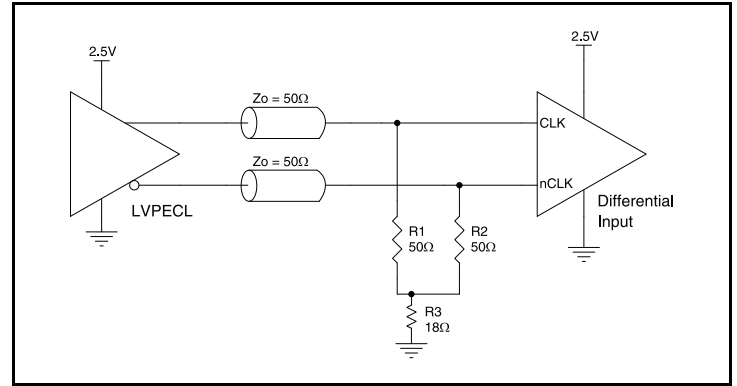 2.5V
2.5V
Zo = 50Ω
CLK
Zo = 50Ω
nCLK
LVPECL
Differential
Input
R1
50Ω
R2
50Ω
R3
18Ω